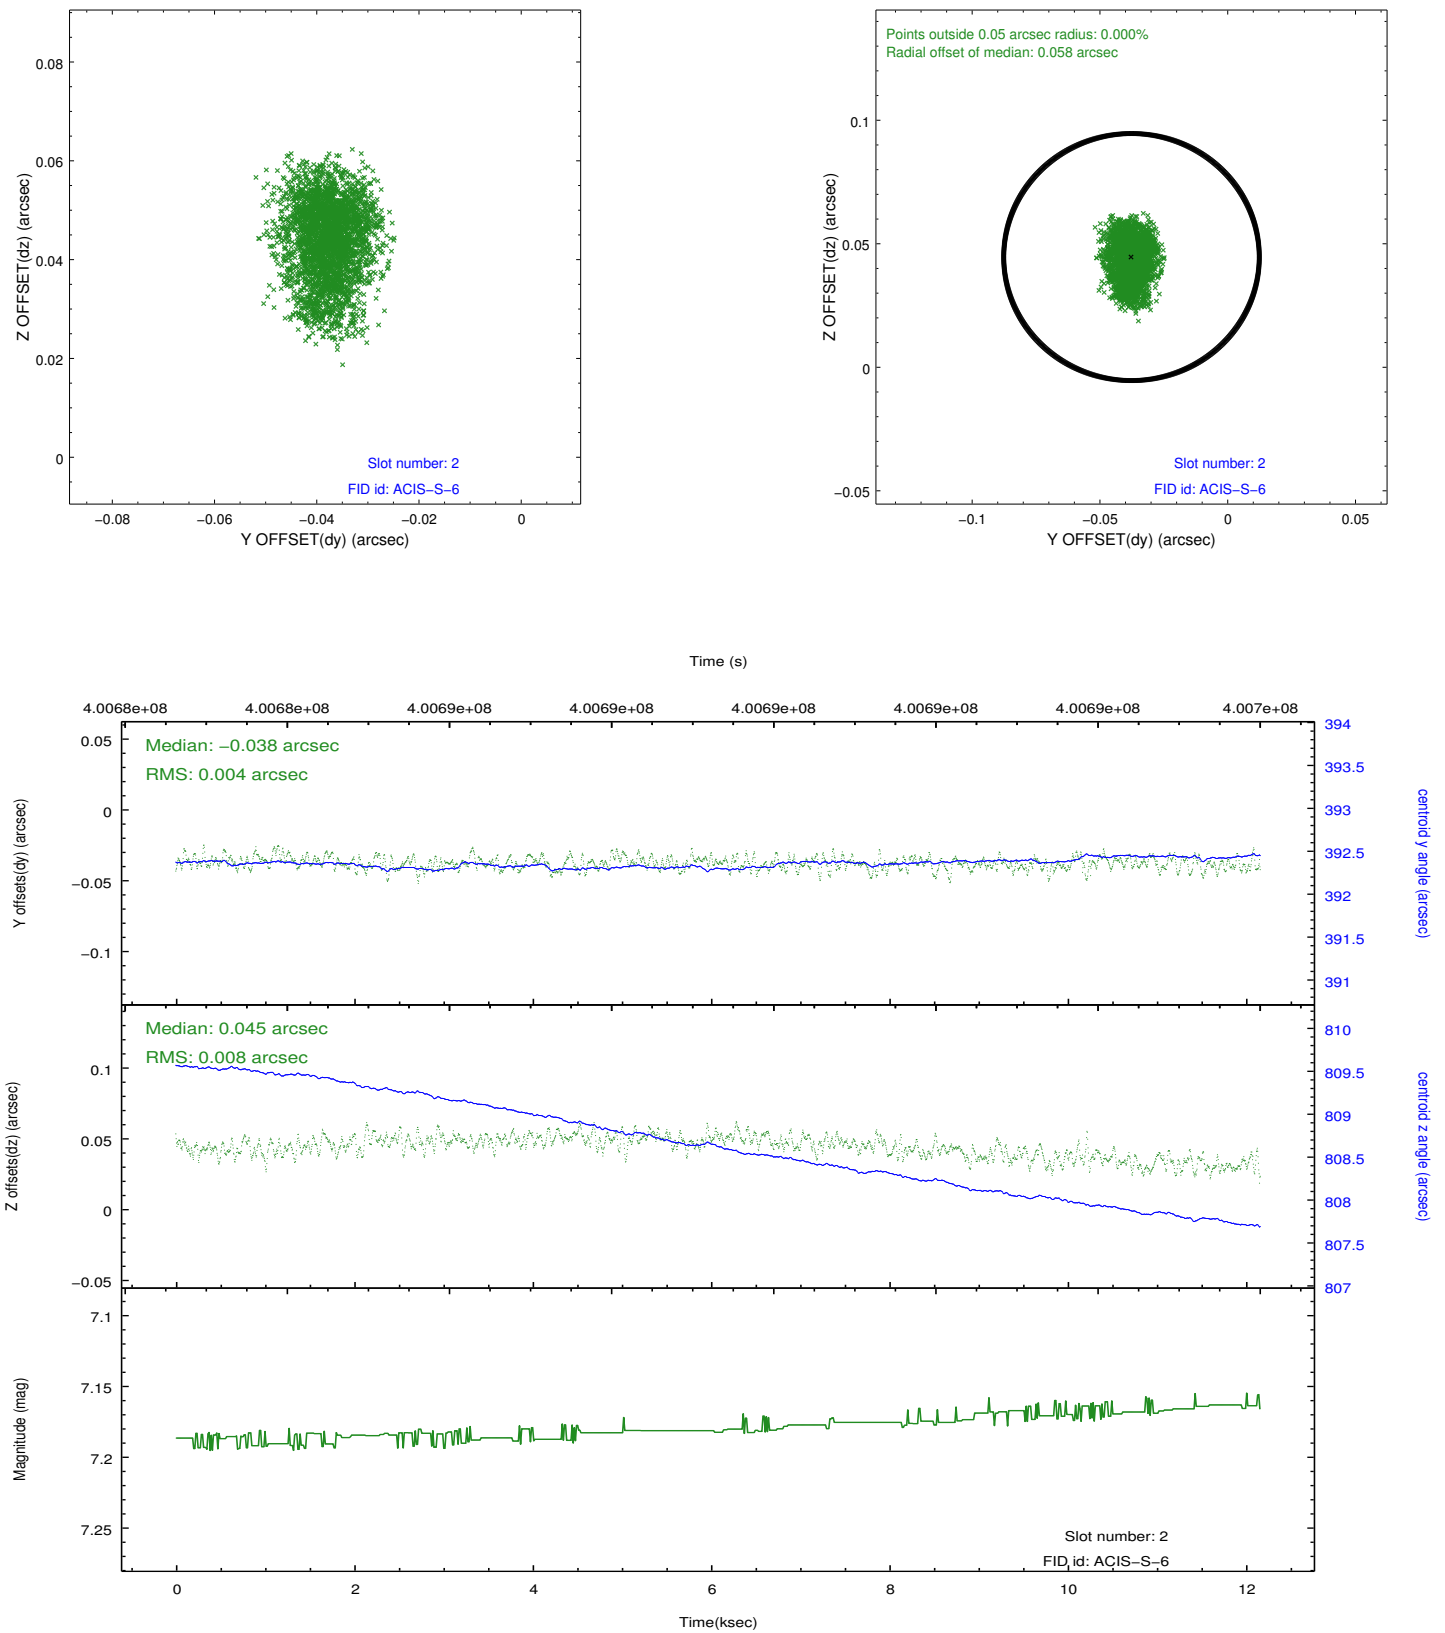 0.08
0.06
0.04
0.02
0
Z OFFSET(dz) (arcsec)
Slot number: 2
FID id: ACIS−S−6
−0.08 −0.06 −0.04 −0.02 0
Y OFFSET(dy) (arcsec)
Points outside 0.05 arcsec radius: 0.000%
Radial offset of median: 0.058 arcsec
0.1
0.05
0
−0.05
Z OFFSET(dz) (arcsec)
Slot number: 2
FID id: ACIS−S−6
−0.1 −0.05 0 0.05
Y OFFSET(dy) (arcsec)
Time (s)
4.0068e+08 4.0068e+08 4.0069e+08 4.0069e+08 4.0069e+08 4.0069e+08 4.0069e+08 4.007e+08
Median: −0.038 arcsec
RMS: 0.004 arcsec
0.05
0
−0.05
−0.1
Y offsets(dy) (arcsec)
394
393.5
393
392.5
392
391.5
391
centroid y angle (arcsec)
Median: 0.045 arcsec
RMS: 0.008 arcsec
0.1
0.05
0
−0.05
Z offsets(dz) (arcsec)
810
809.5
809
808.5
808
807.5
807
centroid z angle (arcsec)
7.1
7.15
7.2
7.25
Magnitude (mag)
Slot number: 2
FID id: ACIS−S−6
0 2 4 6 8 10 12
Time(ksec)